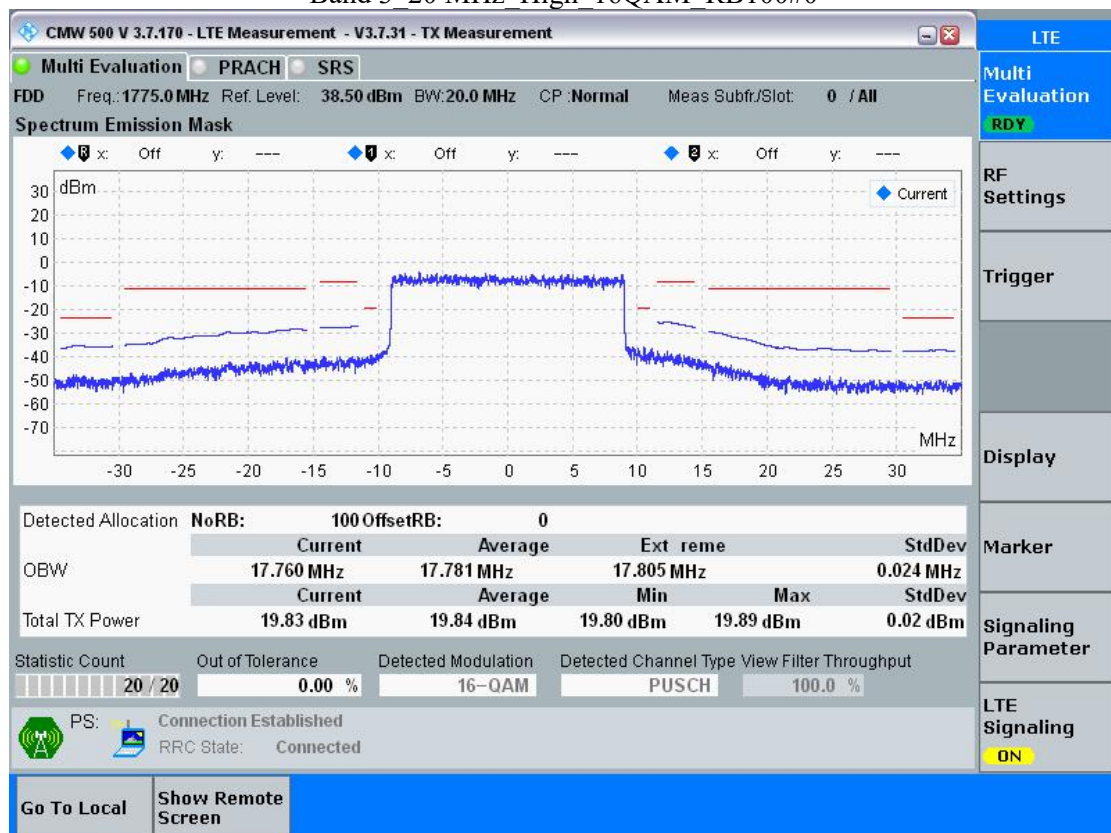 Band 3_20 MHz_High_16QAM_RB100#0
CMW 500 V 3.7.170 - LTE Measurement - V3.7.31 - TX Measurement
LTE
Multi Evaluation PRACH SRS
Multi
Evaluation
RDY
FDD Freq.:1775.0 MHz Ref. Level: 38.50 dBm BW:20.0 MHz CP :Normal Meas Subfr./Slot: 0 / All
Spectrum Emission Mask
R x: Off y: --- 1 x: Off y: --- 2 x: Off y: ---
dBm
Current
30
20
10
0
-10
-20
-30
-40
-50
-60
-70
MHz
-30 -25 -20 -15 -10 -5 0 5 10 15 20 25 30
RF
Settings
Trigger
Display
Marker
Signaling
Parameter
LTE
Signaling
ON
Detected Allocation NoRB: 100 OffsetRB: 0
Current Average Ext reme StdDev
OBW 17.760 MHz 17.781 MHz 17.805 MHz 0.024 MHz
Current Average Min Max StdDev
Total TX Power 19.83 dBm 19.84 dBm 19.80 dBm 19.89 dBm 0.02 dBm
Statistic Count Out of Tolerance Detected Modulation Detected Channel Type View Filter Throughput
20 / 20 0.00 % 16-QAM PUSCH 100.0 %
PS: Connection Established
RRC State: Connected
Go To Local
Show Remote
Screen